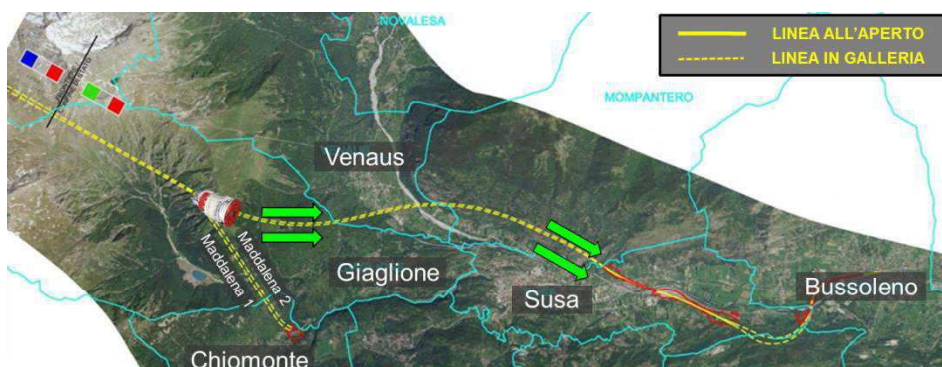 NOVALESA
LINEA ALL'APERTO
LINEA IN GALLERIA
MOMPANTERO
Venaus
Maddalena 1
Maddalena 2
Giaglione
Susa
Bussoleno
Chiomonte